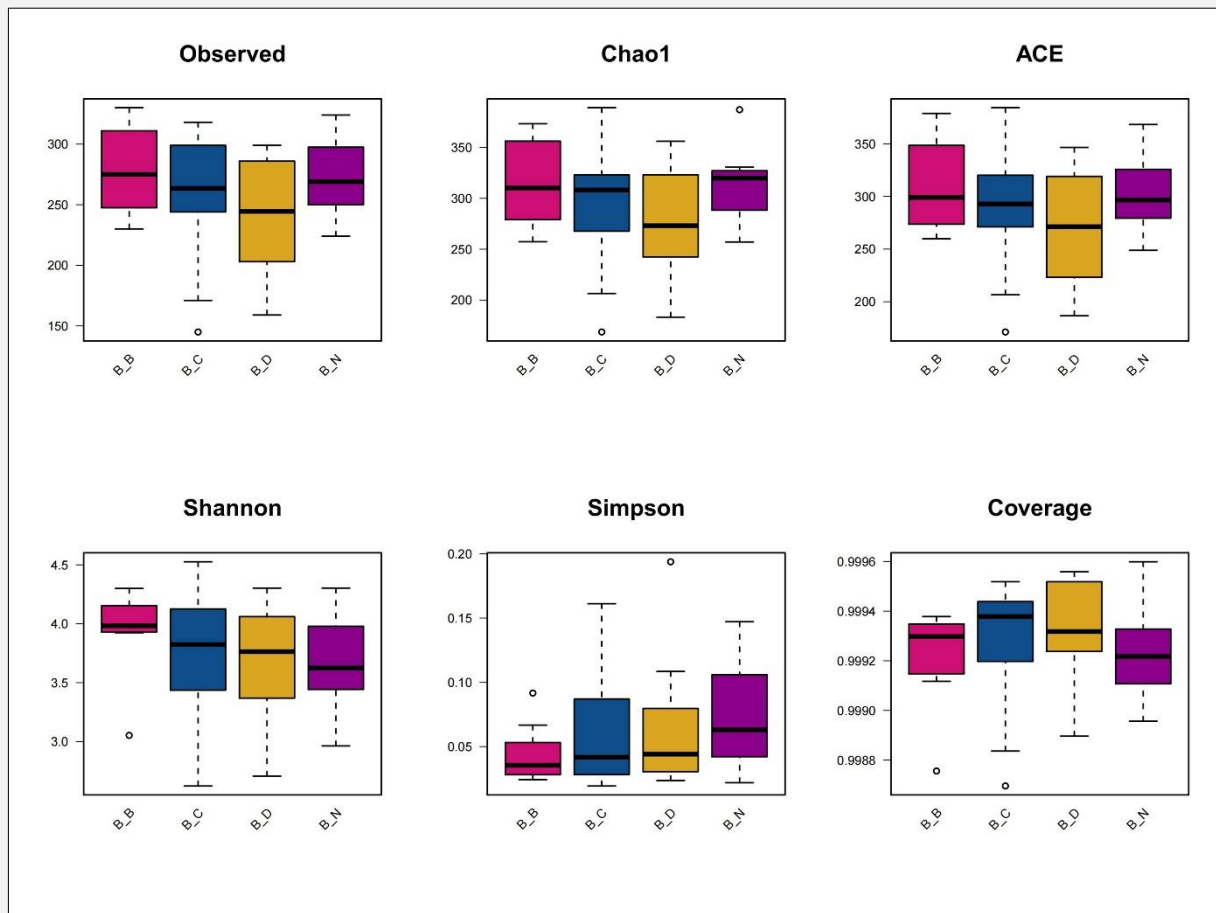 Observed
300
250
200
150
B_B
B_C
B_D
B_N
Chao1
350
300
250
200
B_B
B_C
B_D
B_N
ACE
350
300
250
200
B_B
B_C
B_D
B_N
Shannon
4.5
4.0
3.5
3.0
B_B
B_C
B_D
B_N
Simpson
0.20
0.15
0.10
0.05
B_B
B_C
B_D
B_N
Coverage
0.9996
0.9994
0.9992
0.9990
0.9988
B_B
B_C
B_D
B_N